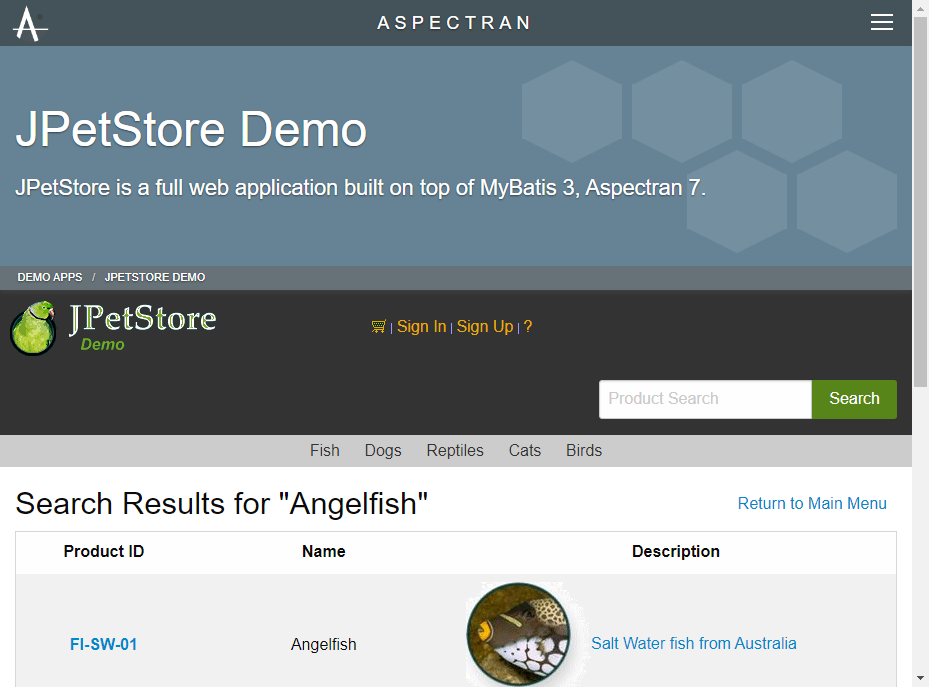 ASPECTRAN
JPetStore Demo
JPetStore is a full web application built on top of MyBatis 3, Aspectran 7.
DEMO APPS / JPETSTORE DEMO
JPetStore
Demo
| Sign In | Sign Up | ?
Product Search Search
Fish Dogs Reptiles Cats Birds
Search Results for "Angelfish" Return to Main Menu
Product ID Name Description
FI-SW-01 Angelfish Salt Water fish from Australia